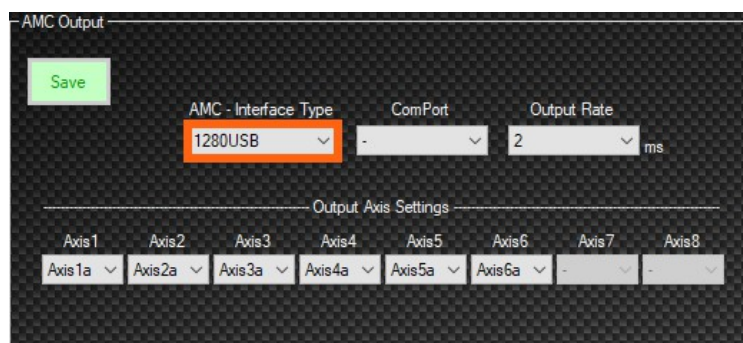 AMC Output
Save
AMC - Interface Type ComPort Output Rate
1280USB - 2 ms
Output Axis Settings
Axis1 Axis2 Axis3 Axis4 Axis5 Axis6 Axis7 Axis8
Axis1a Axis2a Axis3a Axis4a Axis5a Axis6a - -